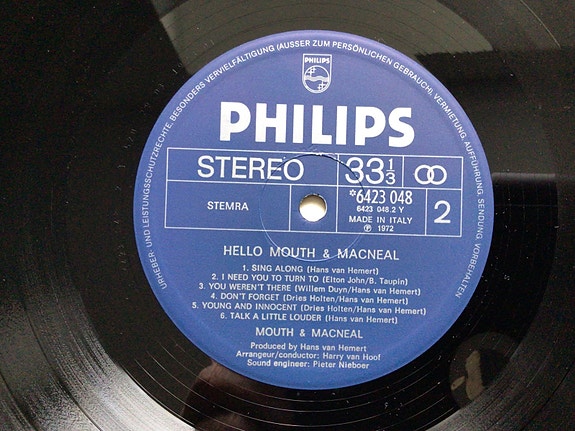 URHEBER- UND LEISTUNGSSCHUTZRECHTE, BESONDERS VERVIELFÄLTIGUNG (AUSSER ZUM PERSÖNLICHEN GEBRAUCH), VERMIETUNG, AUFFÜHRUNG, SENDUNG, VORBEHALTEN
PHILIPS
PHILIPS
STEREO 33 1/3
STEMRA *6423 048 2
6423 048.2 Y
MADE IN ITALY
Ⓟ 1972
HELLO MOUTH & MACNEAL
1. SING ALONG (Hans van Hemert)
2. I NEED YOU TO TURN TO (Elton John/B. Taupin)
3. YOU WEREN'T THERE (Willem Duyn/Hans van Hemert)
4. DON'T FORGET (Dries Holten/Hans van Hemert)
5. YOUNG AND INNOCENT (Dries Holten/Hans van Hemert)
6. TALK A LITTLE LOUDER (Hans van Hemert)
MOUTH & MACNEAL
Produced by Hans van Hemert
Arrangeur/conductor: Harry van Hoof
Sound engineer: Pieter Nieboer